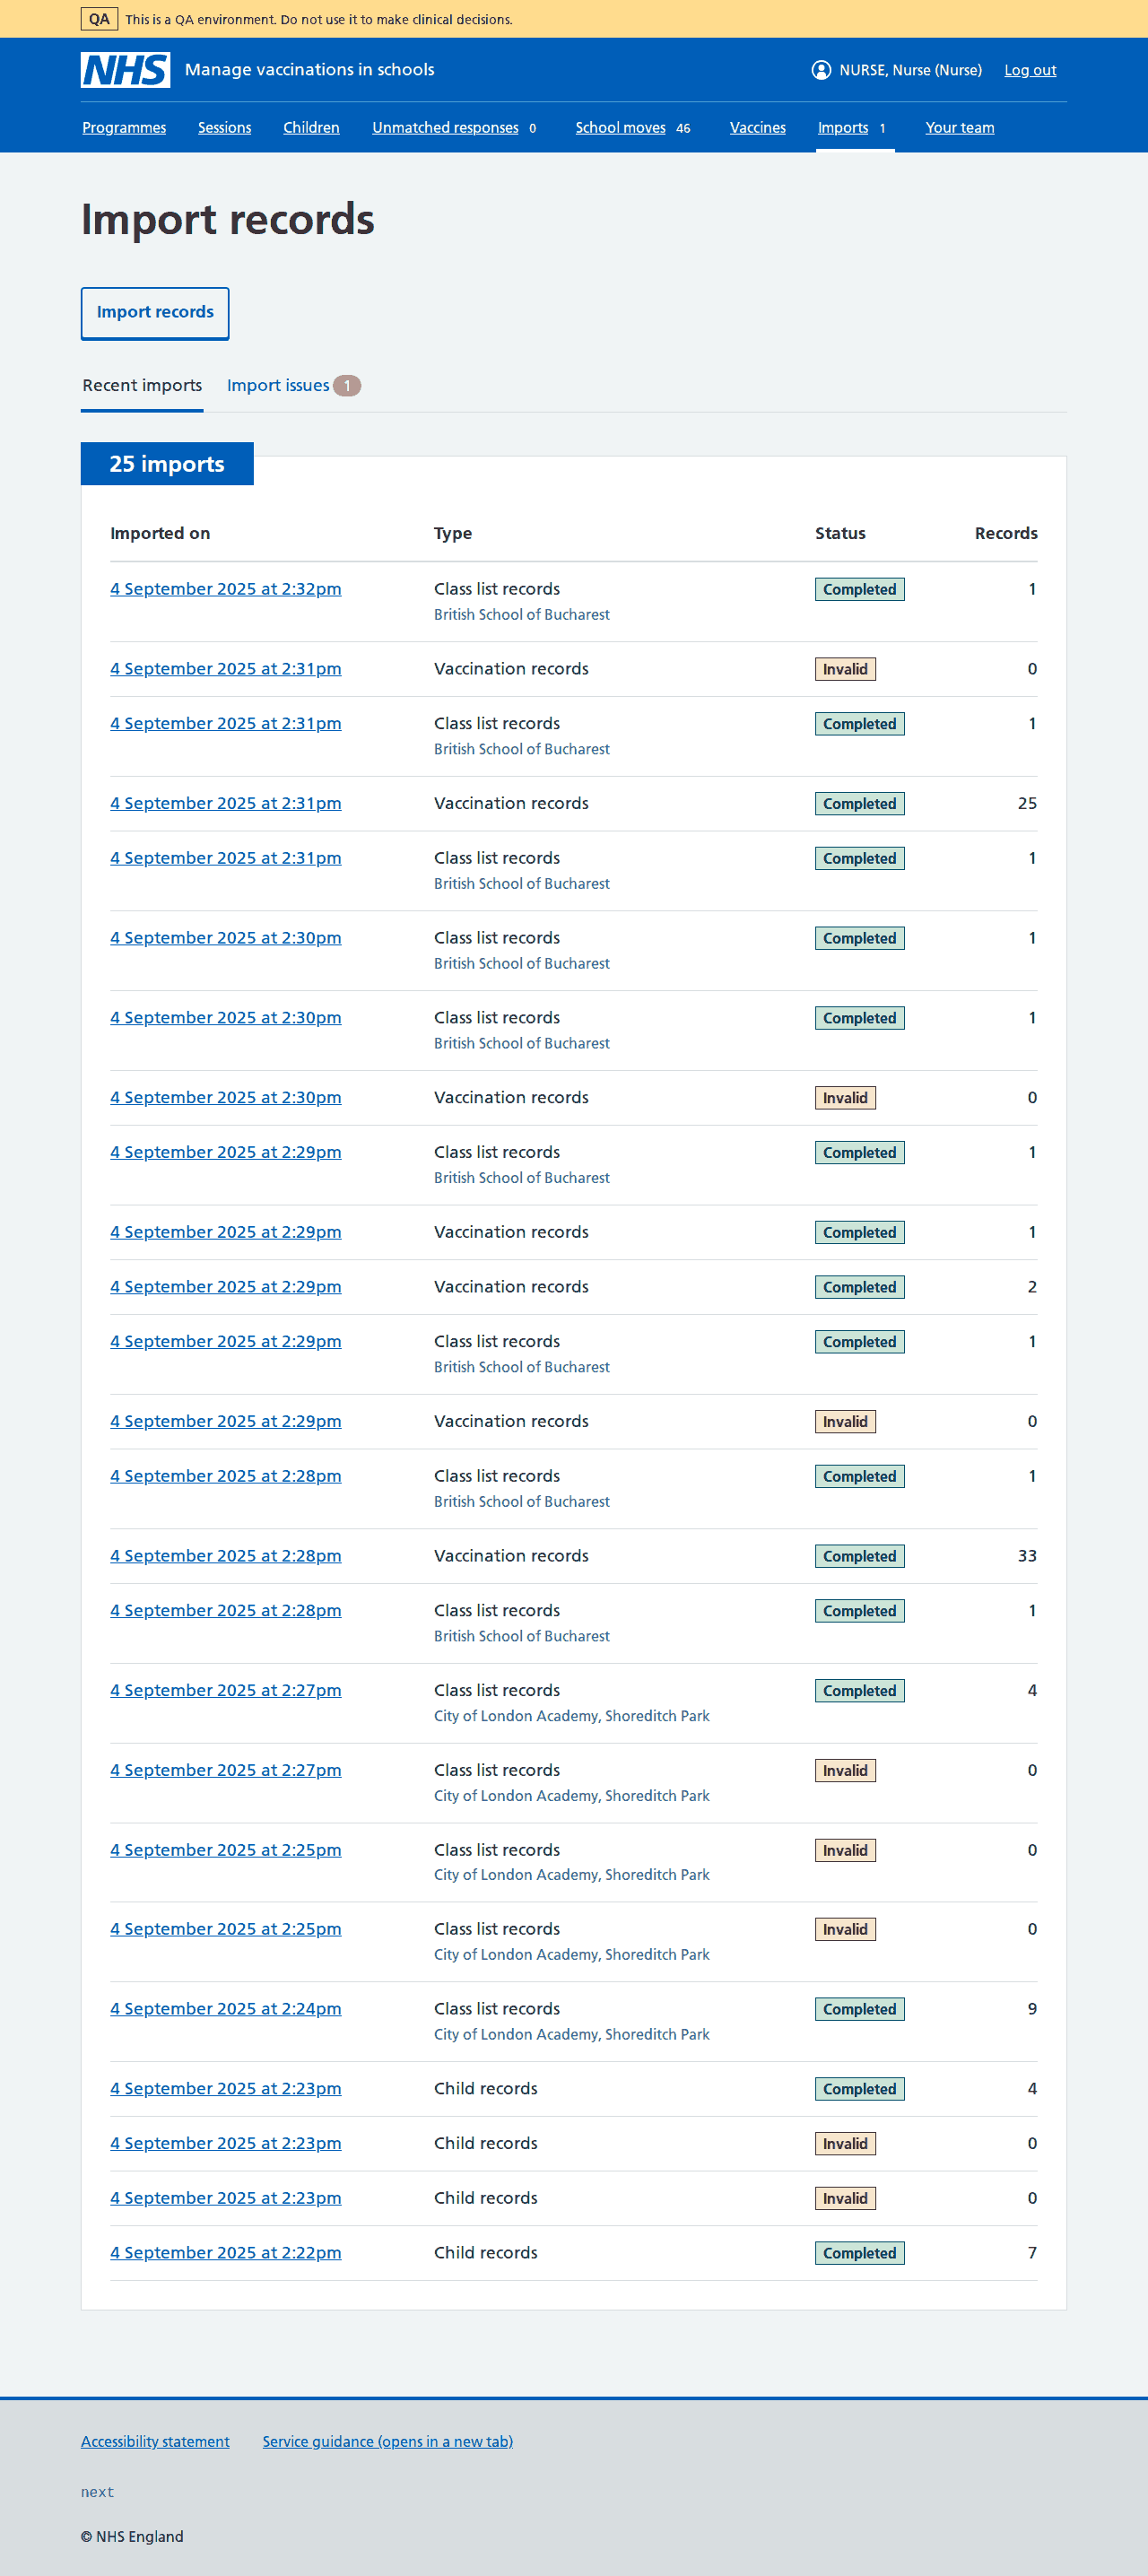 QA This is a QA environment. Do not use it to make clinical decisions.
NHS Manage vaccinations in schools NURSE, Nurse (Nurse) Log out
Programmes Sessions Children Unmatched responses 0 School moves 46 Vaccines Imports 1 Your team
Import records
Import records
Recent imports Import issues 1
25 imports
Imported on Type Status Records
4 September 2025 at 2:32pm Class list records Completed 1
British School of Bucharest
4 September 2025 at 2:31pm Vaccination records Invalid 0
4 September 2025 at 2:31pm Class list records Completed 1
British School of Bucharest
4 September 2025 at 2:31pm Vaccination records Completed 25
4 September 2025 at 2:31pm Class list records Completed 1
British School of Bucharest
4 September 2025 at 2:30pm Class list records Completed 1
British School of Bucharest
4 September 2025 at 2:30pm Class list records Completed 1
British School of Bucharest
4 September 2025 at 2:30pm Vaccination records Invalid 0
4 September 2025 at 2:29pm Class list records Completed 1
British School of Bucharest
4 September 2025 at 2:29pm Vaccination records Completed 1
4 September 2025 at 2:29pm Vaccination records Completed 2
4 September 2025 at 2:29pm Class list records Completed 1
British School of Bucharest
4 September 2025 at 2:29pm Vaccination records Invalid 0
4 September 2025 at 2:28pm Class list records Completed 1
British School of Bucharest
4 September 2025 at 2:28pm Vaccination records Completed 33
4 September 2025 at 2:28pm Class list records Completed 1
British School of Bucharest
4 September 2025 at 2:27pm Class list records Completed 4
City of London Academy, Shoreditch Park
4 September 2025 at 2:27pm Class list records Invalid 0
City of London Academy, Shoreditch Park
4 September 2025 at 2:25pm Class list records Invalid 0
City of London Academy, Shoreditch Park
4 September 2025 at 2:25pm Class list records Invalid 0
City of London Academy, Shoreditch Park
4 September 2025 at 2:24pm Class list records Completed 9
City of London Academy, Shoreditch Park
4 September 2025 at 2:23pm Child records Completed 4
4 September 2025 at 2:23pm Child records Invalid 0
4 September 2025 at 2:23pm Child records Invalid 0
4 September 2025 at 2:22pm Child records Completed 7
Accessibility statement Service guidance (opens in a new tab)
next
© NHS England